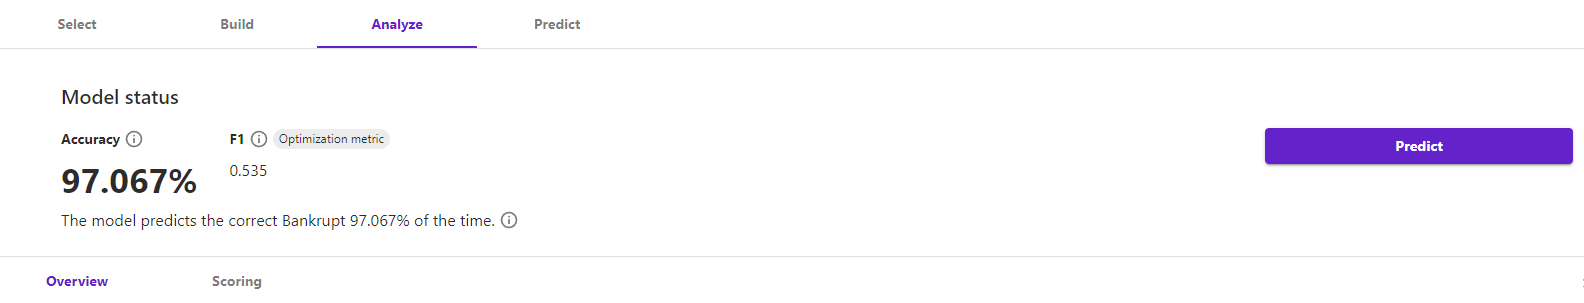 Select Build Analyze Predict
Model status
Accuracy F1 Optimization metric
97.067% 0.535
Predict
The model predicts the correct Bankrupt 97.067% of the time.
Overview Scoring